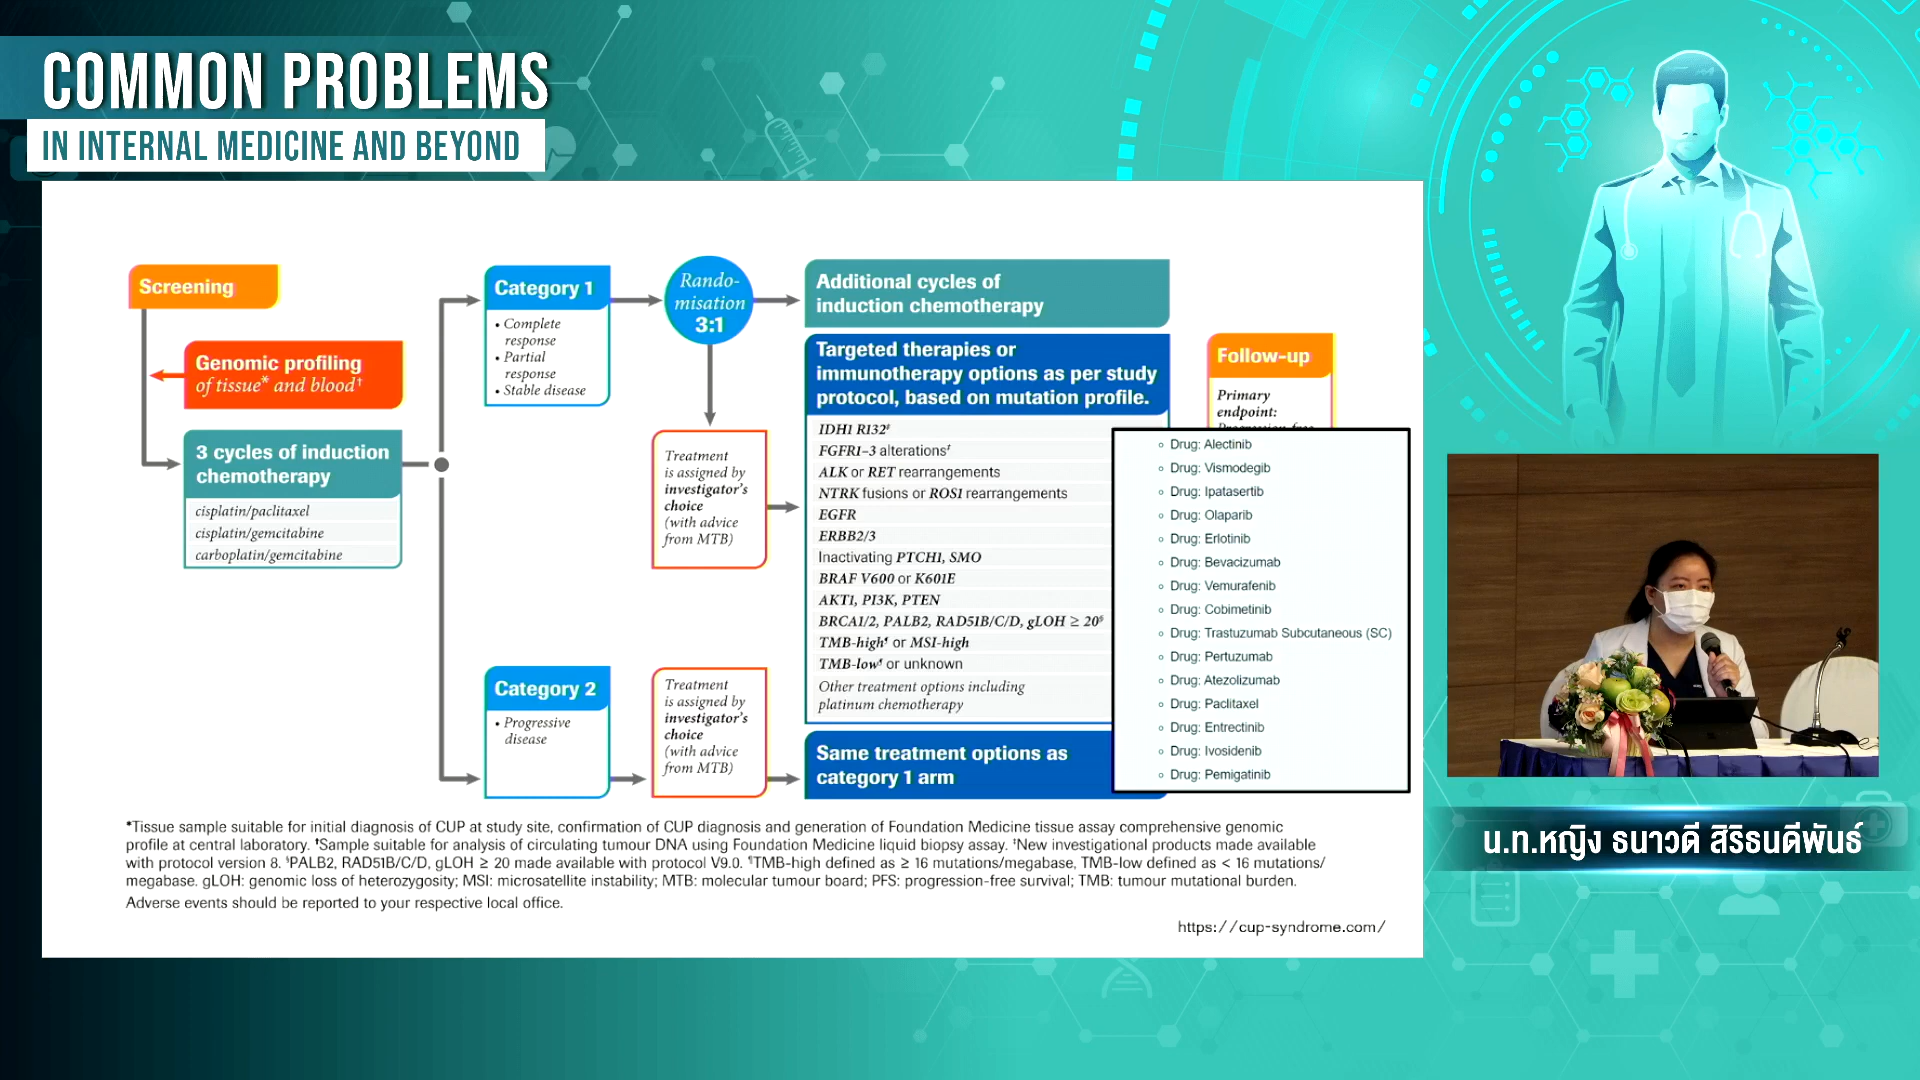 COMMON PROBLEMS
IN INTERNAL MEDICINE AND BEYOND
Screening
Genomic profiling
of tissue* and blood†
3 cycles of induction
chemotherapy
cisplatin/paclitaxel
cisplatin/gemcitabine
carboplatin/gemcitabine
Category 1
• Complete
response
• Partial
response
• Stable disease
Rando-
misation
3:1
Treatment
is assigned by
investigator's
choice
(with advice
from MTB)
Category 2
• Progressive
disease
Treatment
is assigned by
investigator's
choice
(with advice
from MTB)
Additional cycles of
induction chemotherapy
Targeted therapies or
immunotherapy options as per study
protocol, based on mutation profile.
IDH1 R132‡
FGFR1–3 alterations‡
ALK or RET rearrangements
NTRK fusions or ROS1 rearrangements
EGFR
ERBB2/3
Inactivating PTCH1, SMO
BRAF V600 or K601E
AKT1, PI3K, PTEN
BRCA1/2, PALB2, RAD51B/C/D, gLOH ≥ 20§
TMB-high¶ or MSI-high
TMB-low¶ or unknown
Other treatment options including
platinum chemotherapy
Same treatment options as
category 1 arm
Follow-up
Primary
endpoint:
Progression-free
Drug: Alectinib
Drug: Vismodegib
Drug: Ipatasertib
Drug: Olaparib
Drug: Erlotinib
Drug: Bevacizumab
Drug: Vemurafenib
Drug: Cobimetinib
Drug: Trastuzumab Subcutaneous (SC)
Drug: Pertuzumab
Drug: Atezolizumab
Drug: Paclitaxel
Drug: Entrectinib
Drug: Ivosidenib
Drug: Pemigatinib
*Tissue sample suitable for initial diagnosis of CUP at study site, confirmation of CUP diagnosis and generation of Foundation Medicine tissue assay comprehensive genomic
profile at central laboratory. †Sample suitable for analysis of circulating tumour DNA using Foundation Medicine liquid biopsy assay. ‡New investigational products made available
with protocol version 8. §PALB2, RAD51B/C/D, gLOH ≥ 20 made available with protocol V9.0. ¶TMB-high defined as ≥ 16 mutations/megabase, TMB-low defined as < 16 mutations/
megabase. gLOH: genomic loss of heterozygosity; MSI: microsatellite instability; MTB: molecular tumour board; PFS: progression-free survival; TMB: tumour mutational burden.
Adverse events should be reported to your respective local office.
https://cup-syndrome.com/
น.ท.หญิง ธนาวดี สิริธนดีพันธ์